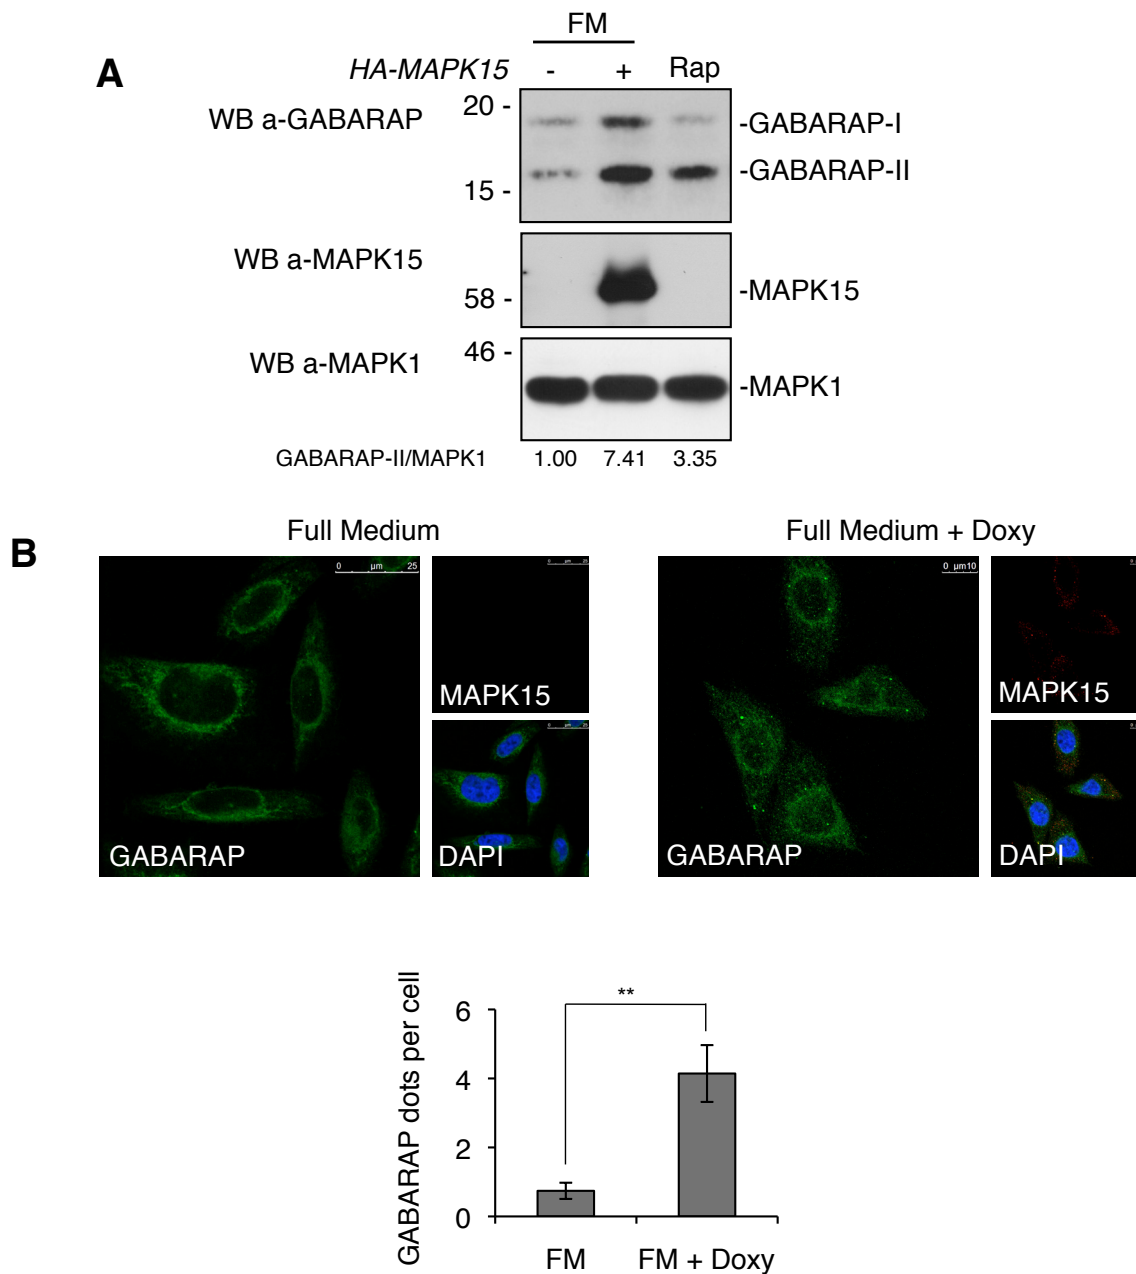 A
FM
HA-MAPK15 - + Rap
WB a-GABARAP
20 -
15 -
-GABARAP-I
-GABARAP-II
WB a-MAPK15
58 -
-MAPK15
WB a-MAPK1
46 -
-MAPK1
GABARAP-II/MAPK1 1.00 7.41 3.35
B
Full Medium
0 µm 25
GABARAP
MAPK15
DAPI
Full Medium + Doxy
0 µm10
GABARAP
MAPK15
DAPI
GABARAP dots per cell
6
4
2
0
**
FM
FM + Doxy